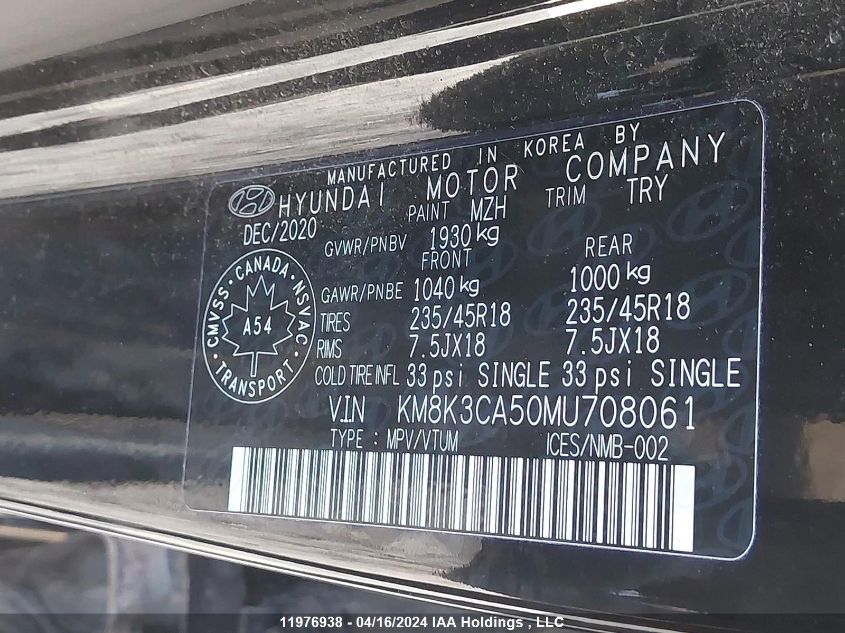 MANUFACTURED IN KOREA BY
HYUNDAI MOTOR COMPANY
DEC/2020 PAINT MZH TRIM TRY
GVWR/PNBV 1930 kg
FRONT REAR
GAWR/PNBE 1040 kg 1000 kg
TIRES 235/45R18 235/45R18
RIMS 7.5JX18 7.5JX18
COLD TIRE INFL 33 psi SINGLE 33 psi SINGLE
CMVSS · CANADA · NSVAC · TRANSPORT ·
A54
VIN KM8K3CA50MU708061
TYPE : MPV/VTUM ICES/NMB-002
11976938 - 04/16/2024 IAA Holdings , LLC